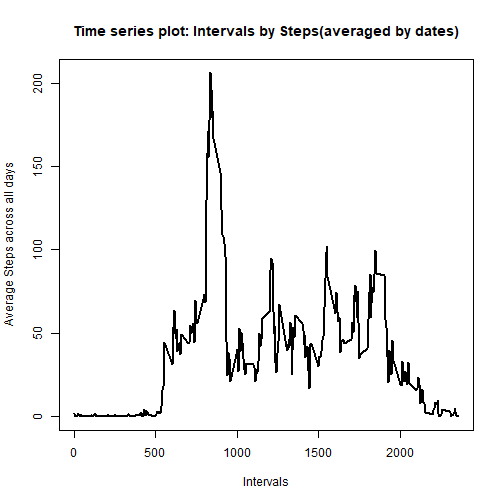 Time series plot: Intervals by Steps(averaged by dates)
Average Steps across all days
200
150
100
50
0
0 500 1000 1500 2000
Intervals